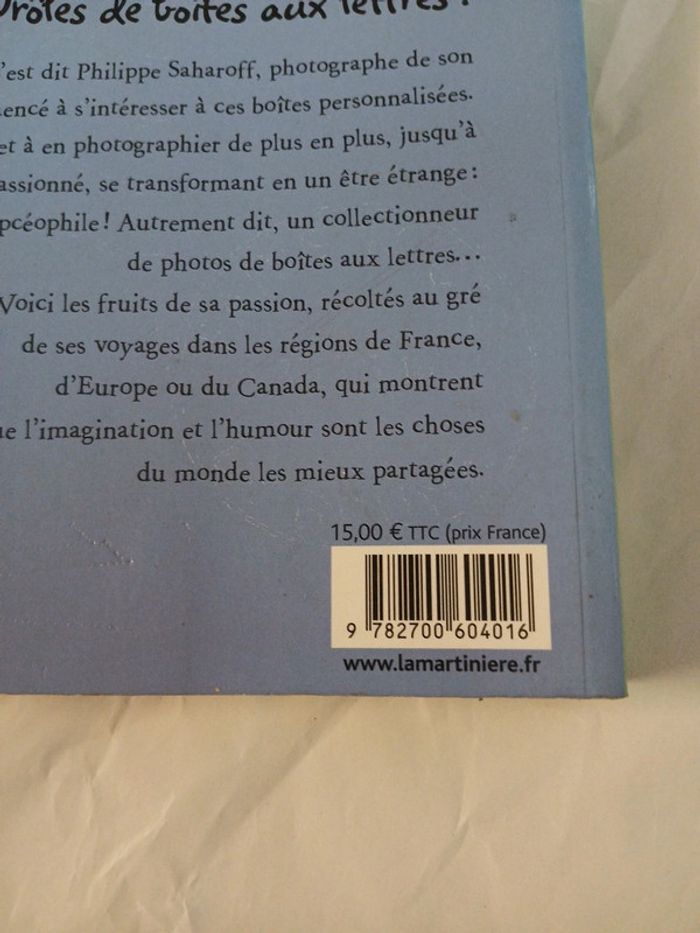 Drôles de boîtes aux lettres !
'est dit Philippe Saharoff, photographe de son
encé à s'intéresser à ces boîtes personnalisées.
et à en photographier de plus en plus, jusqu'à
assionné, se transformant en un être étrange :
pcéophile ! Autrement dit, un collectionneur
de photos de boîtes aux lettres...
Voici les fruits de sa passion, récoltés au gré
de ses voyages dans les régions de France,
d'Europe ou du Canada, qui montrent
ue l'imagination et l'humour sont les choses
du monde les mieux partagées.
15,00 € TTC (prix France)
9 782700 604016
www.lamartiniere.fr